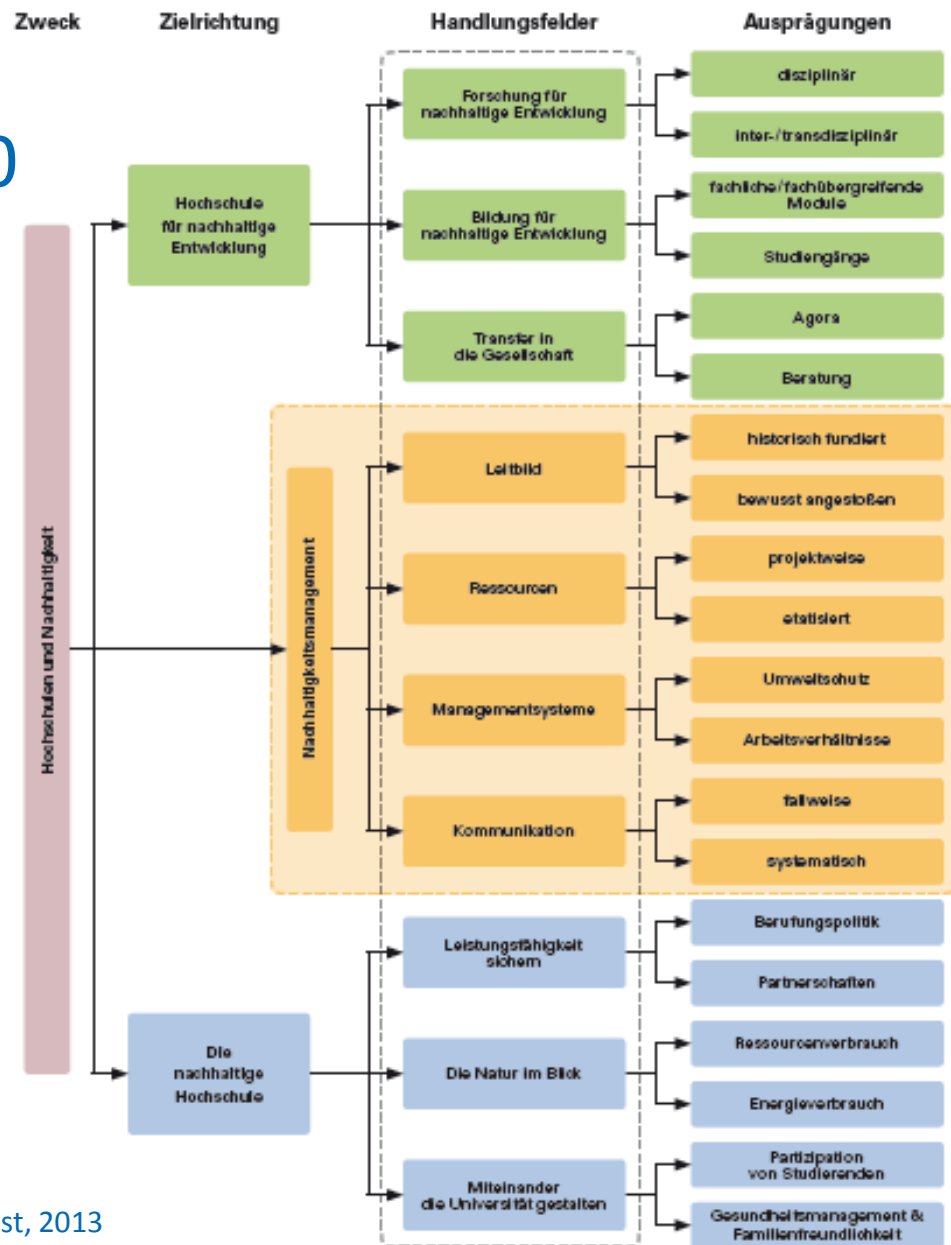 Zweck
Zielrichtung
Handlungsfelder
Ausprägungen
Hochschulen und Nachhaltigkeit
Hochschule
für nachhaltige
Entwicklung
Forschung für
nachhaltige Entwicklung
disziplinär
inter-/transdisziplinär
Bildung für
nachhaltige Entwicklung
fachliche/fachübergreifende
Module
Studiengänge
Transfer in
die Gesellschaft
Agora
Beratung
Nachhaltigkeitsmanagement
Leitbild
historisch fundiert
bewusst angestoßen
Ressourcen
projektweise
etatisiert
Managementsysteme
Umweltschutz
Arbeitsverhältnisse
Kommunikation
fallweise
systematisch
Die
nachhaltige
Hochschule
Leistungsfähigkeit
sichern
Berufungspolitik
Partnerschaften
Die Natur im Blick
Ressourcenverbrauch
Energieverbrauch
Miteinander
die Universität gestalten
Partizipation
von Studierenden
Gesundheitsmanagement &
Familienfreundlichkeit
st, 2013